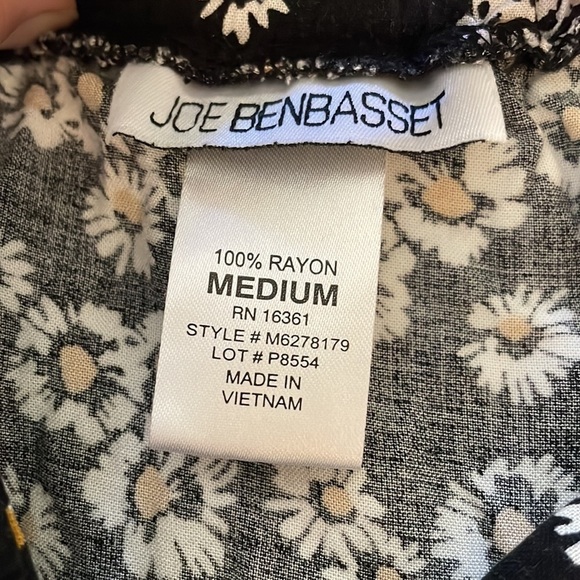 JOE BENBASSET
100% RAYON
MEDIUM
RN 16361
STYLE # M6278179
LOT # P8554
MADE IN
VIETNAM